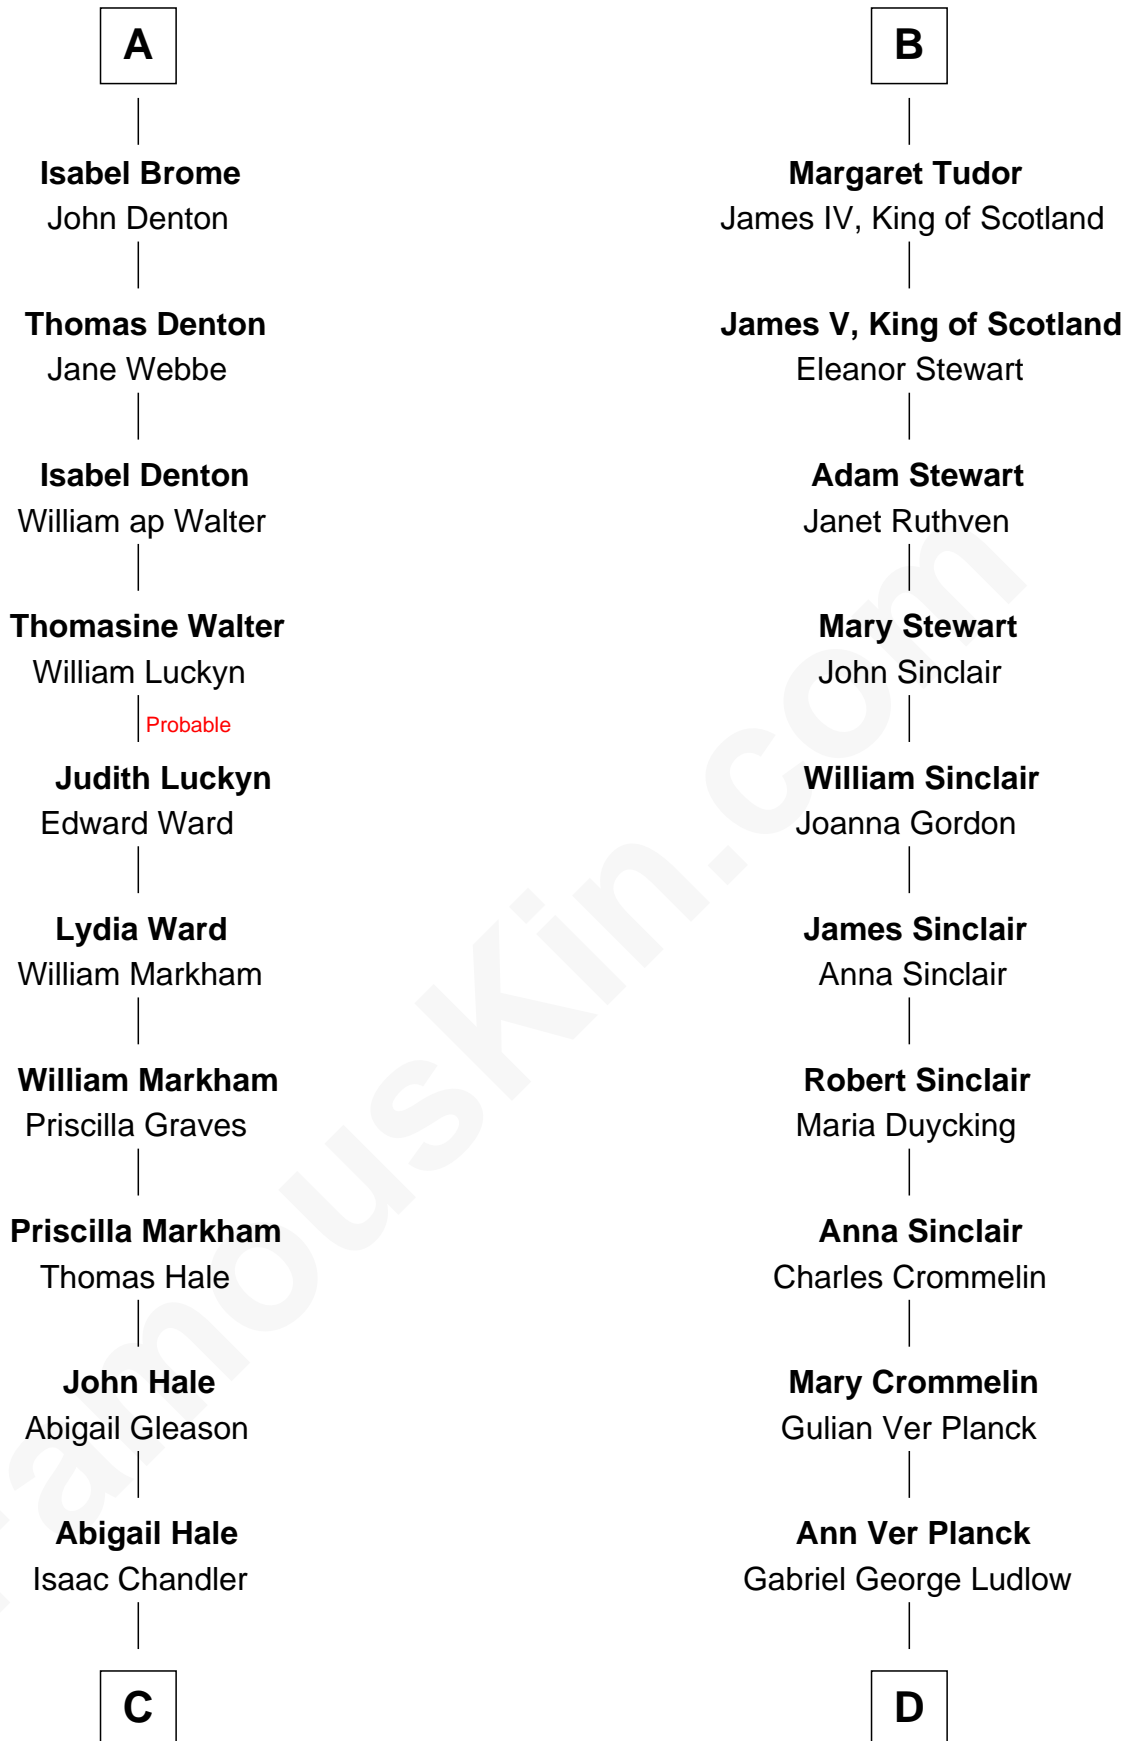 A
Isabel Brome
John Denton
Thomas Denton
Jane Webbe
Isabel Denton
William ap Walter
Thomasine Walter
William Luckyn
Probable
Judith Luckyn
Edward Ward
Lydia Ward
William Markham
William Markham
Priscilla Graves
Priscilla Markham
Thomas Hale
John Hale
Abigail Gleason
Abigail Hale
Isaac Chandler
C
B
Margaret Tudor
James IV, King of Scotland
James V, King of Scotland
Eleanor Stewart
Adam Stewart
Janet Ruthven
Mary Stewart
John Sinclair
William Sinclair
Joanna Gordon
James Sinclair
Anna Sinclair
Robert Sinclair
Maria Duycking
Anna Sinclair
Charles Crommelin
Mary Crommelin
Gulian Ver Planck
Ann Ver Planck
Gabriel George Ludlow
D
FamousKin.com